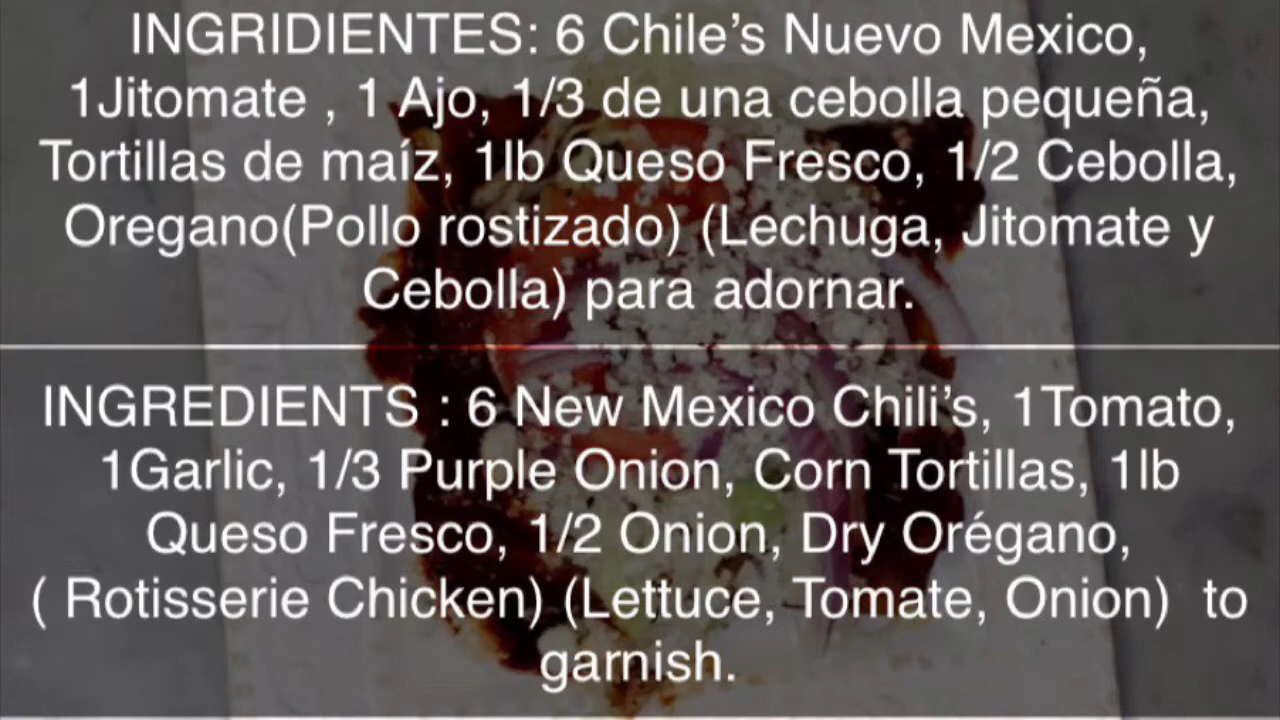 INGRIDIENTES: 6 Chile’s Nuevo Mexico,
1Jitomate , 1 Ajo, 1/3 de una cebolla pequeña,
Tortillas de maíz, 1lb Queso Fresco, 1/2 Cebolla,
Oregano(Pollo rostizado) (Lechuga, Jitomate y
Cebolla) para adornar.
INGREDIENTS : 6 New Mexico Chili’s, 1Tomato,
1Garlic, 1/3 Purple Onion, Corn Tortillas, 1lb
Queso Fresco, 1/2 Onion, Dry Orégano,
( Rotisserie Chicken) (Lettuce, Tomate, Onion)  to
garnish.